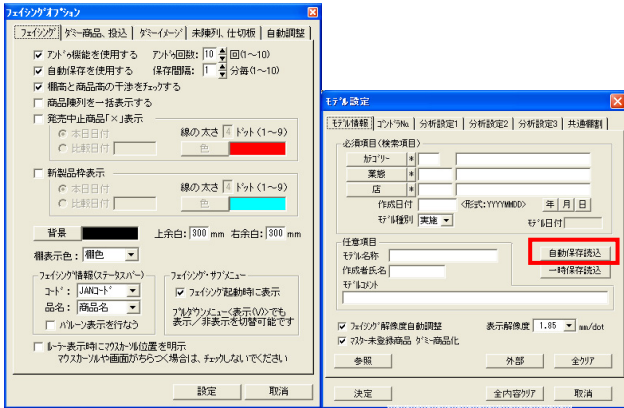 ﾌｪｲｼﾝｸﾞｵﾌﾟｼｮﾝ
ﾌｪｲｼﾝｸﾞ ﾀﾞﾐｰ商品、投込 ﾀﾞﾐｰｲﾒｰｼﾞ 未陳列、仕切板 自動調整
ｱﾝﾄﾞｩ機能を使用する ｱﾝﾄﾞｩ回数: 10 回(1～10)
自動保存を使用する 保存間隔: 1 分毎(1～10)
棚高と商品高の干渉をﾁｪｯｸする
商品陳列を一括表示する
発売中止商品「×」表示
本日日付 線の太さ 4 ﾄﾞｯﾄ (1～9)
比較日付 色
新製品枠表示
本日日付 線の太さ 4 ﾄﾞｯﾄ (1～9)
比較日付 色
背景 上余白: 300 mm 右余白: 300 mm
棚表示色: 棚色
ﾌｪｲｼﾝｸﾞ情報(ｽﾃｰﾀｽﾊﾞｰ)
ｺｰﾄﾞ: JANｺｰﾄﾞ
品名: 商品名
ﾊﾞﾙｰﾝ表示を行なう
ﾌｪｲｼﾝｸﾞ･ｻﾌﾞﾒﾆｭｰ
ﾌｪｲｼﾝｸﾞ起動時に表示
ﾌﾟﾙﾀﾞｳﾝﾒﾆｭｰ<表示(V)>でも
表示／非表示を切替可能です
ﾙｰﾗｰ表示時にﾏｳｽｶｰｿﾙ位置を明示
ﾏｳｽｶｰｿﾙや画面がちらつく場合は、ﾁｪｯｸしないでください
設定 取消
ﾓﾃﾞﾙ設定
ﾓﾃﾞﾙ情報 ｺﾝﾄﾞﾗNo. 分析設定1 分析設定2 分析設定3 共通棚割
必須項目(検索項目)
ｶﾃｺﾞﾘｰ *
業態 *
店 *
作成日付 <形式:YYYYMMDD> 年 月 日
ﾓﾃﾞﾙ種別 実施 ﾓﾃﾞﾙ日付
任意項目
ﾓﾃﾞﾙ名称 自動保存読込
作成者氏名 一時保存読込
ﾓﾃﾞﾙｺﾒﾝﾄ
ﾌｪｲｼﾝｸﾞ解像度自動調整 表示解像度 1.85 mm/dot
ﾏｽﾀｰ未登録商品 ﾀﾞﾐｰ商品化
参照 外部 全ｸﾘｱ
決定 全内容ｸﾘｱ 取消